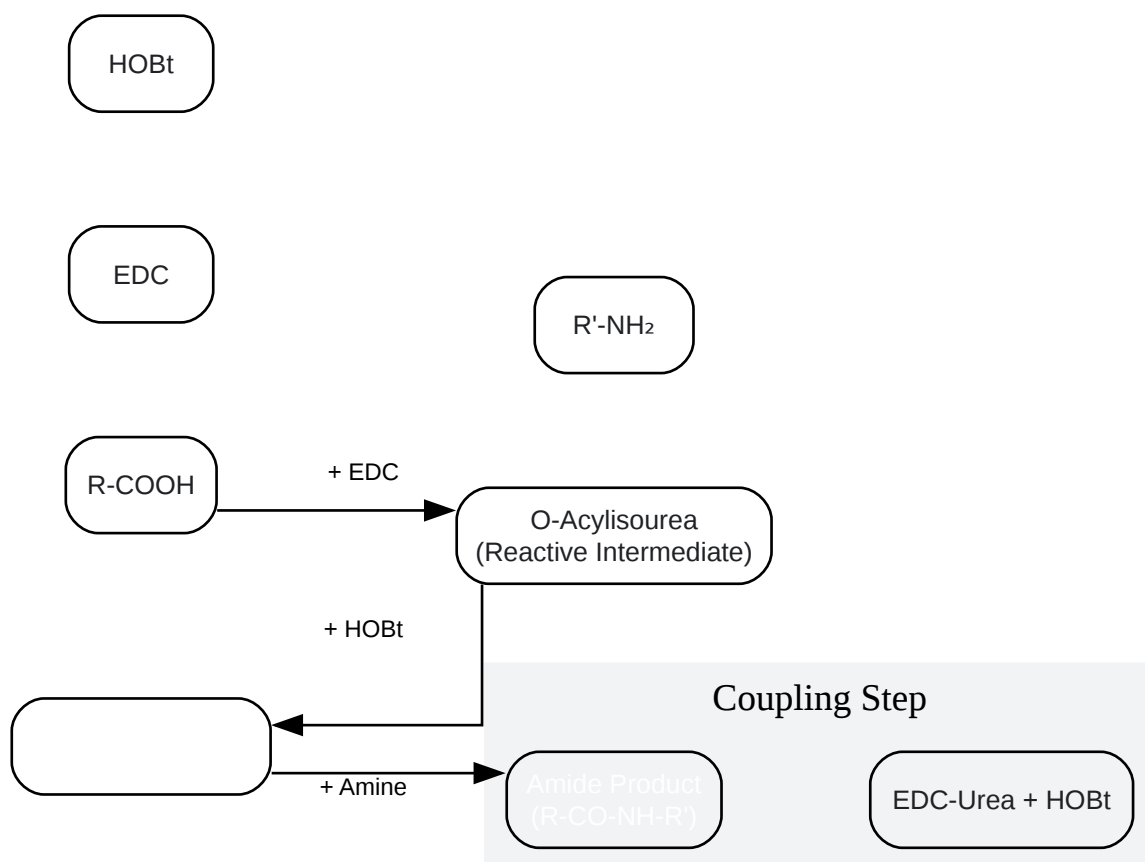 HOBt
EDC
R'-NH₂
R-COOH
+ EDC
O-Acylisourea
(Reactive Intermediate)
+ HOBt
Coupling Step
+ Amine
Amide Product
(R-CO-NH-R')
EDC-Urea + HOBt